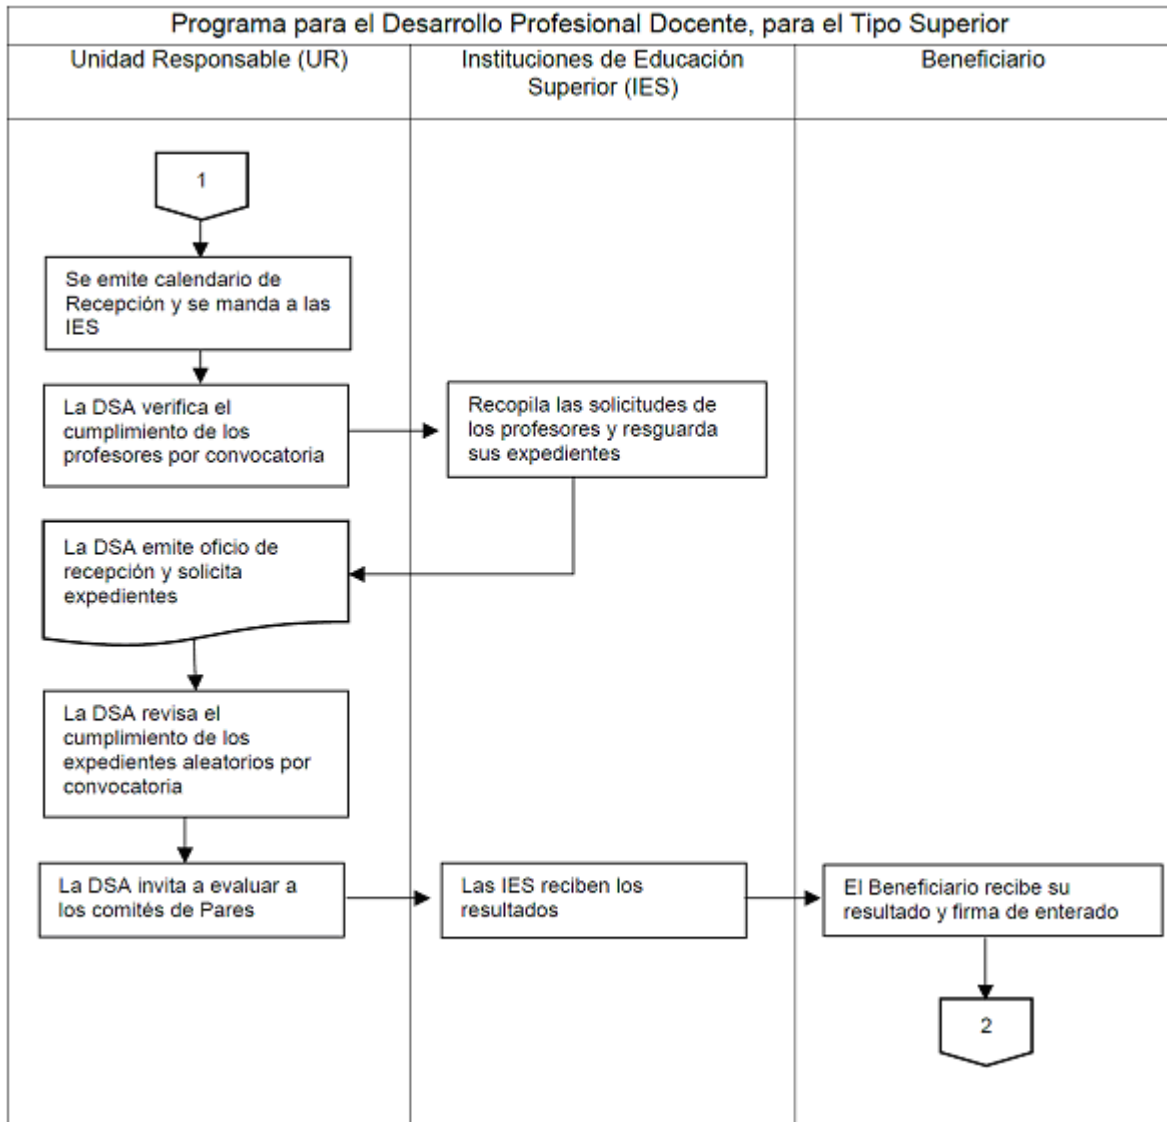 Programa para el Desarrollo Profesional Docente, para el Tipo Superior
Unidad Responsable (UR)
Instituciones de Educación
Superior (IES)
Beneficiario
1
Se emite calendario de
Recepción y se manda a las
IES
La DSA verifica el
cumplimiento de los
profesores por convocatoria
Recopila las solicitudes de
los profesores y resguarda
sus expedientes
La DSA emite oficio de
recepción y solicita
expedientes
La DSA revisa el
cumplimiento de los
expedientes aleatorios por
convocatoria
La DSA invita a evaluar a
los comités de Pares
Las IES reciben los
resultados
El Beneficiario recibe su
resultado y firma de enterado
2